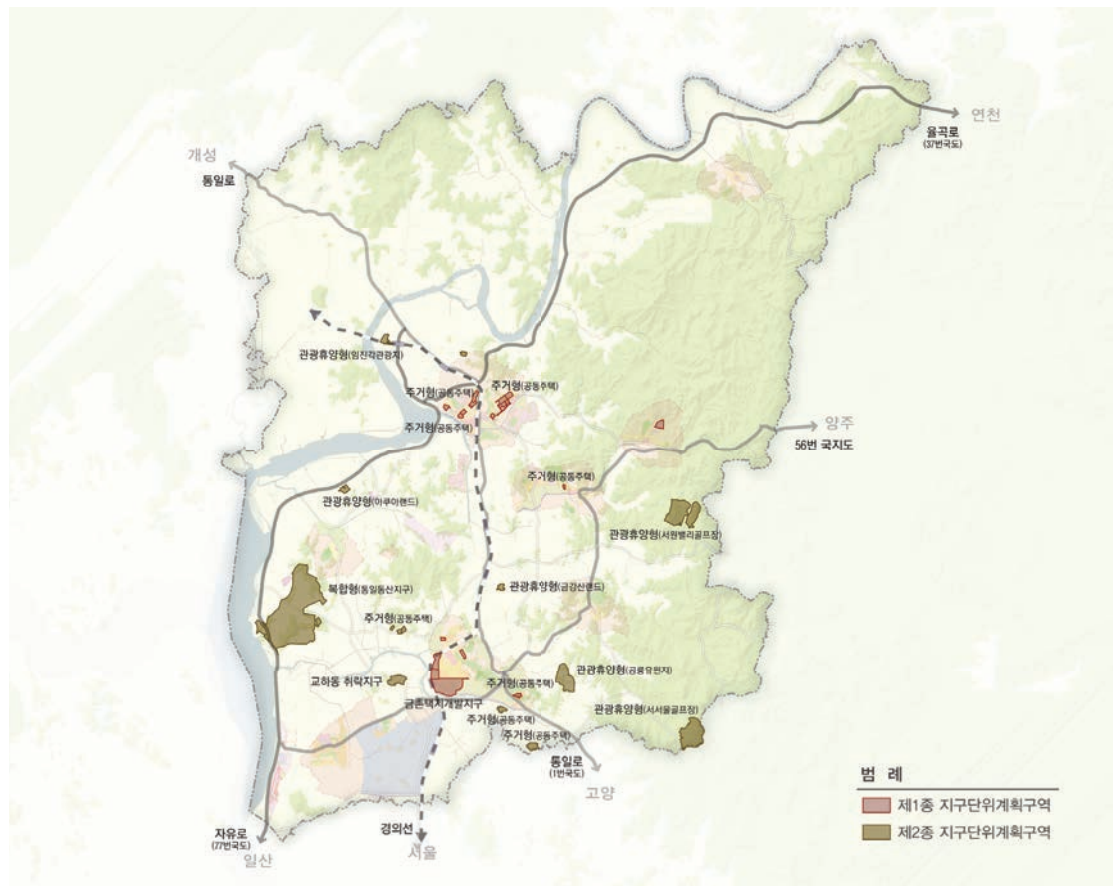 연천
율곡로
(37번국도)
개성
통일로
관광휴양형(임진각관광지)
주거형(공동주택)
주거형(공동주택)
주거형(공동주택)
양주
56번 국지도
주거형(공동주택)
관광휴양형(아쿠아랜드)
관광휴양형(서원밸리골프장)
복합형(통일동산지구)
관광휴양형(금강산랜드)
주거형(공동주택)
관광휴양형(공릉유원지)
교하동 취락지구
주거형(공동주택)
금촌택지개발지구
관광휴양형(서서울골프장)
주거형(공동주택)
주거형(공동주택)
통일로
(1번국도)
고양
범 례
제1종 지구단위계획구역
제2종 지구단위계획구역
자유로
(77번국도)
일산
경의선
서울